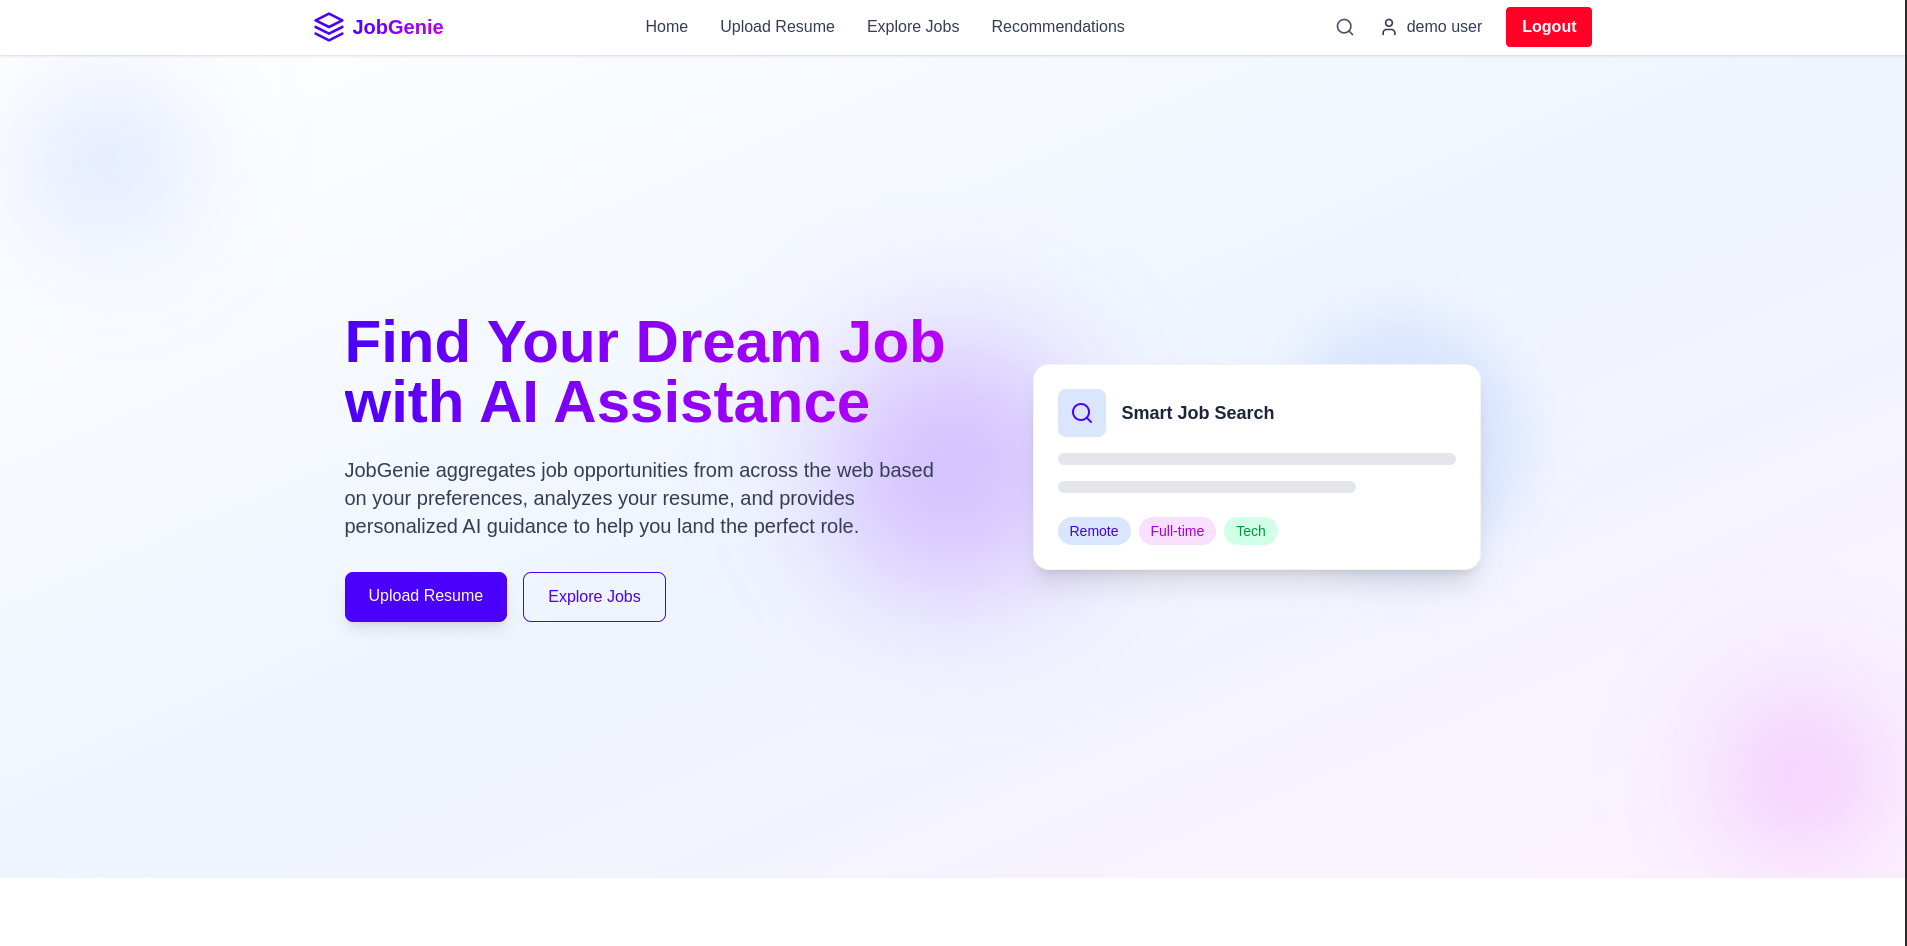 JobGenie
Home
Upload Resume
Explore Jobs
Recommendations
demo user
Logout
Find Your Dream Job
with AI Assistance
JobGenie aggregates job opportunities from across the web based
on your preferences, analyzes your resume, and provides
personalized AI guidance to help you land the perfect role.
Upload Resume
Explore Jobs
Smart Job Search
Remote
Full-time
Tech